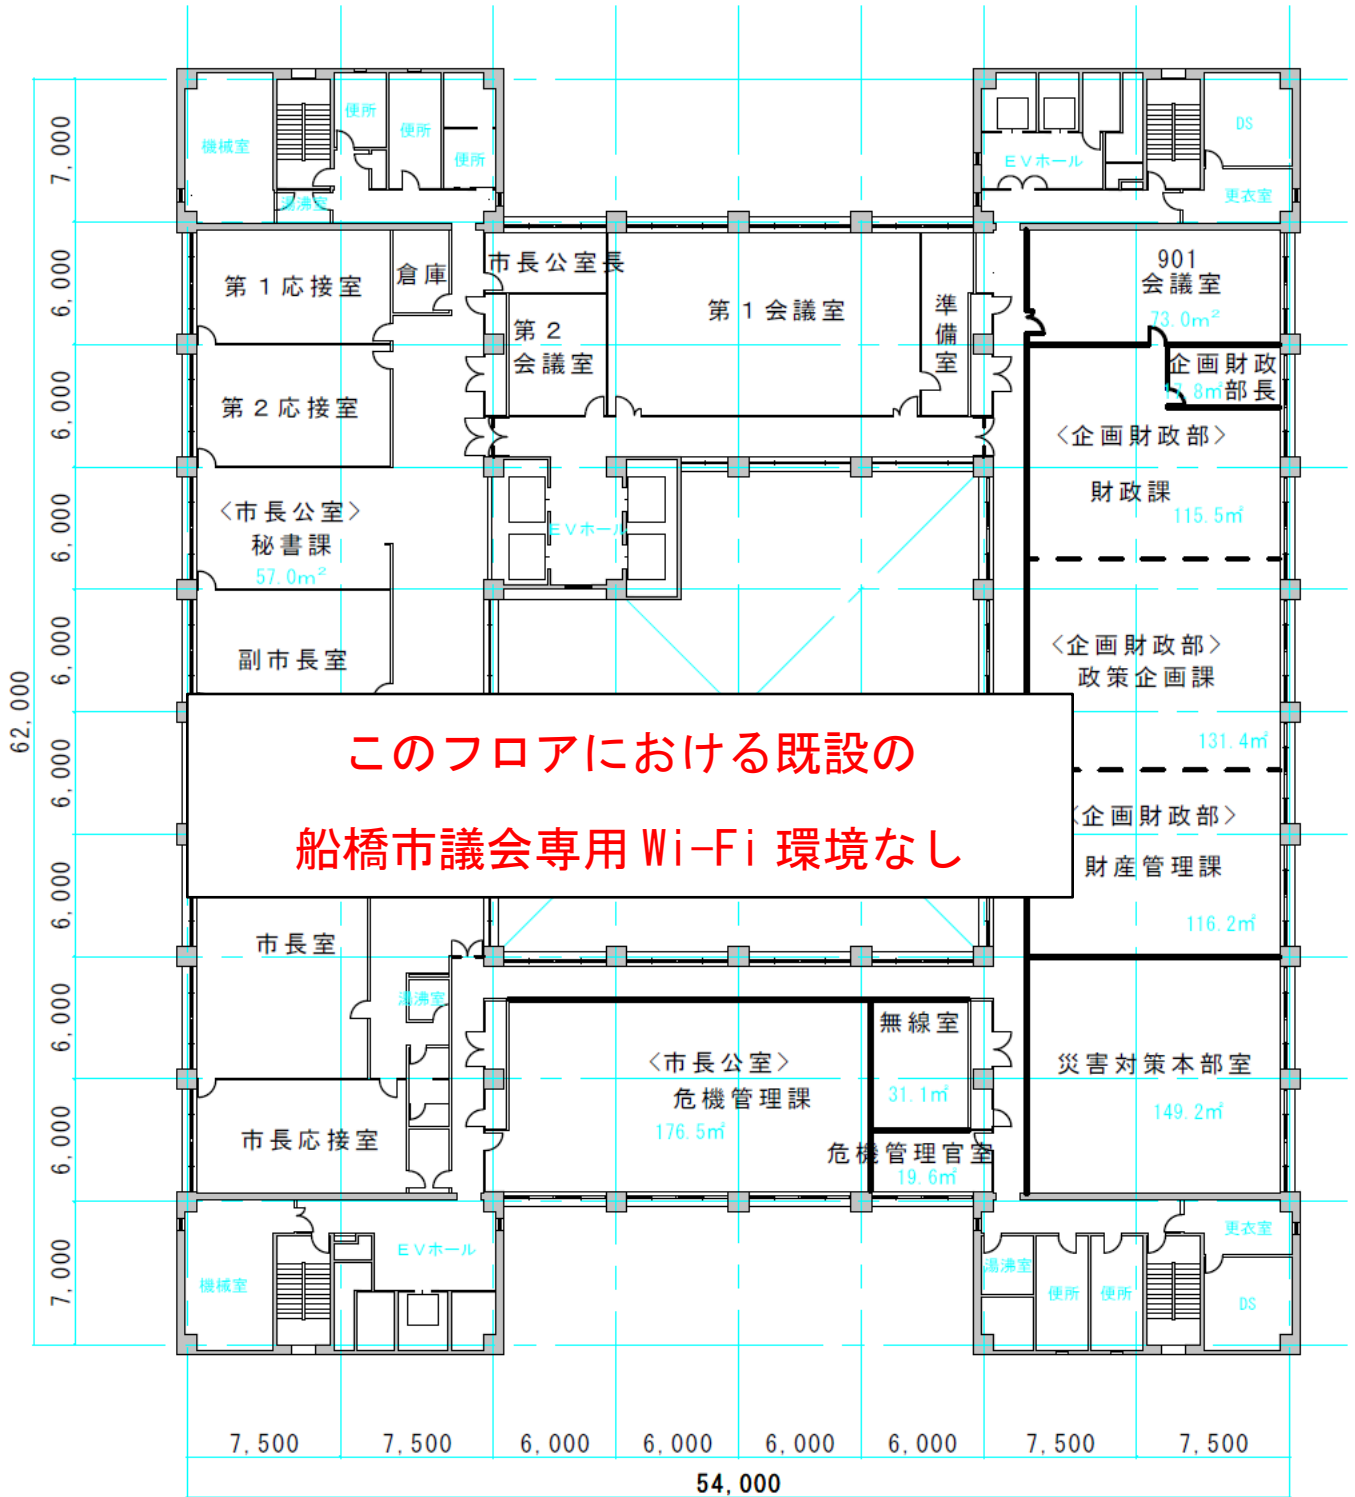 機械室
便所
便所
便所
湯沸室
EVホール
DS
更衣室
7,000
6,000
6,000
6,000
6,000
6,000
6,000
6,000
6,000
7,000
62,000
第1応接室
倉庫
市長公室長
第2
会議室
第1会議室
準
備
室
901
会議室
73.0m²
企画財政
部長
第2応接室
<企画財政部>
財政課
115.5㎡
<市長公室>
秘書課
57.0m²
EVホール
副市長室
<企画財政部>
政策企画課
131.4㎡
このフロアにおける既設の
船橋市議会専用 Wi-Fi 環境なし
企画財政部>
財産管理課
116.2㎡
市長室
湯沸室
市長応接室
<市長公室>
危機管理課
176.5㎡
無線室
31.1㎡
危機管理官室
19.6㎡
災害対策本部室
149.2㎡
機械室
EVホール
湯沸室
便所
便所
更衣室
DS
7,500
7,500
6,000
6,000
6,000
6,000
7,500
7,500
54,000